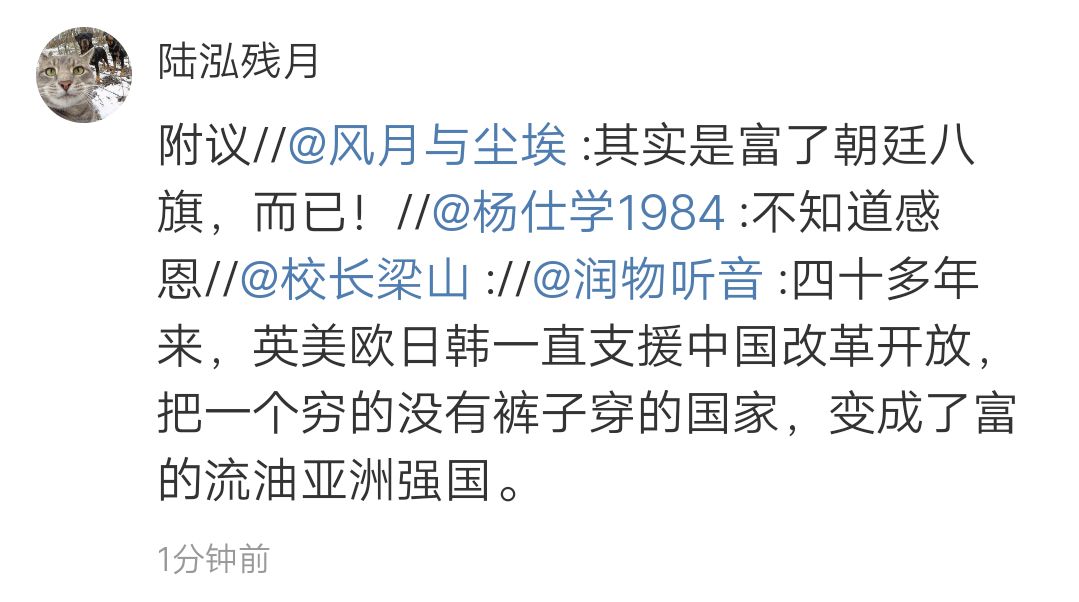 陆泓残月
附议//@风月与尘埃 :其实是富了朝廷八
旗，而已！//@杨仕学1984 :不知道感
恩//@校长梁山 ://@润物听音 :四十多年
来，英美欧日韩一直支援中国改革开放，
把一个穷的没有裤子穿的国家，变成了富
的流油亚洲强国。
1分钟前